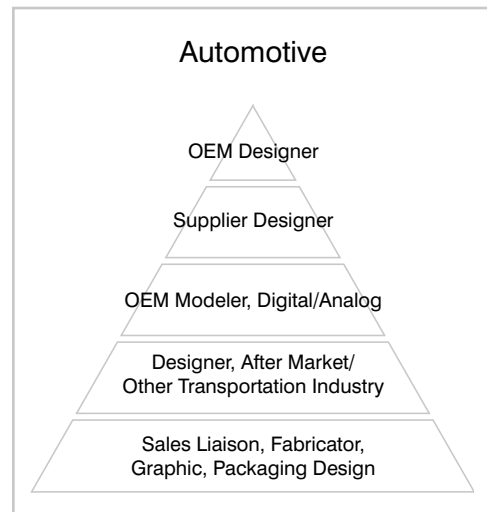 Automotive
OEM Designer
Supplier Designer
OEM Modeler, Digital/Analog
Designer, After Market/
Other Transportation Industry
Sales Liaison, Fabricator,
Graphic, Packaging Design